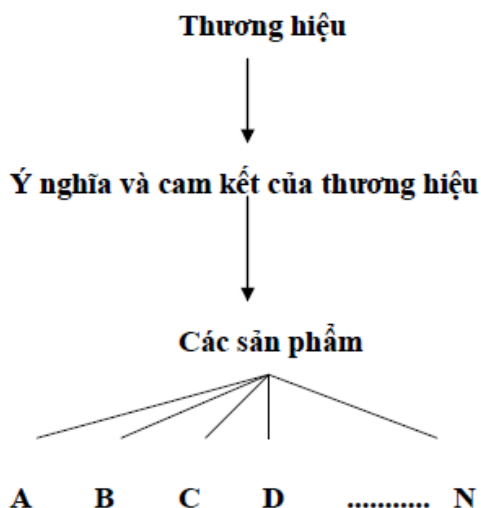 Thương hiệu
Ý nghĩa và cam kết của thương hiệu
Các sản phẩm
A B C D ........... N